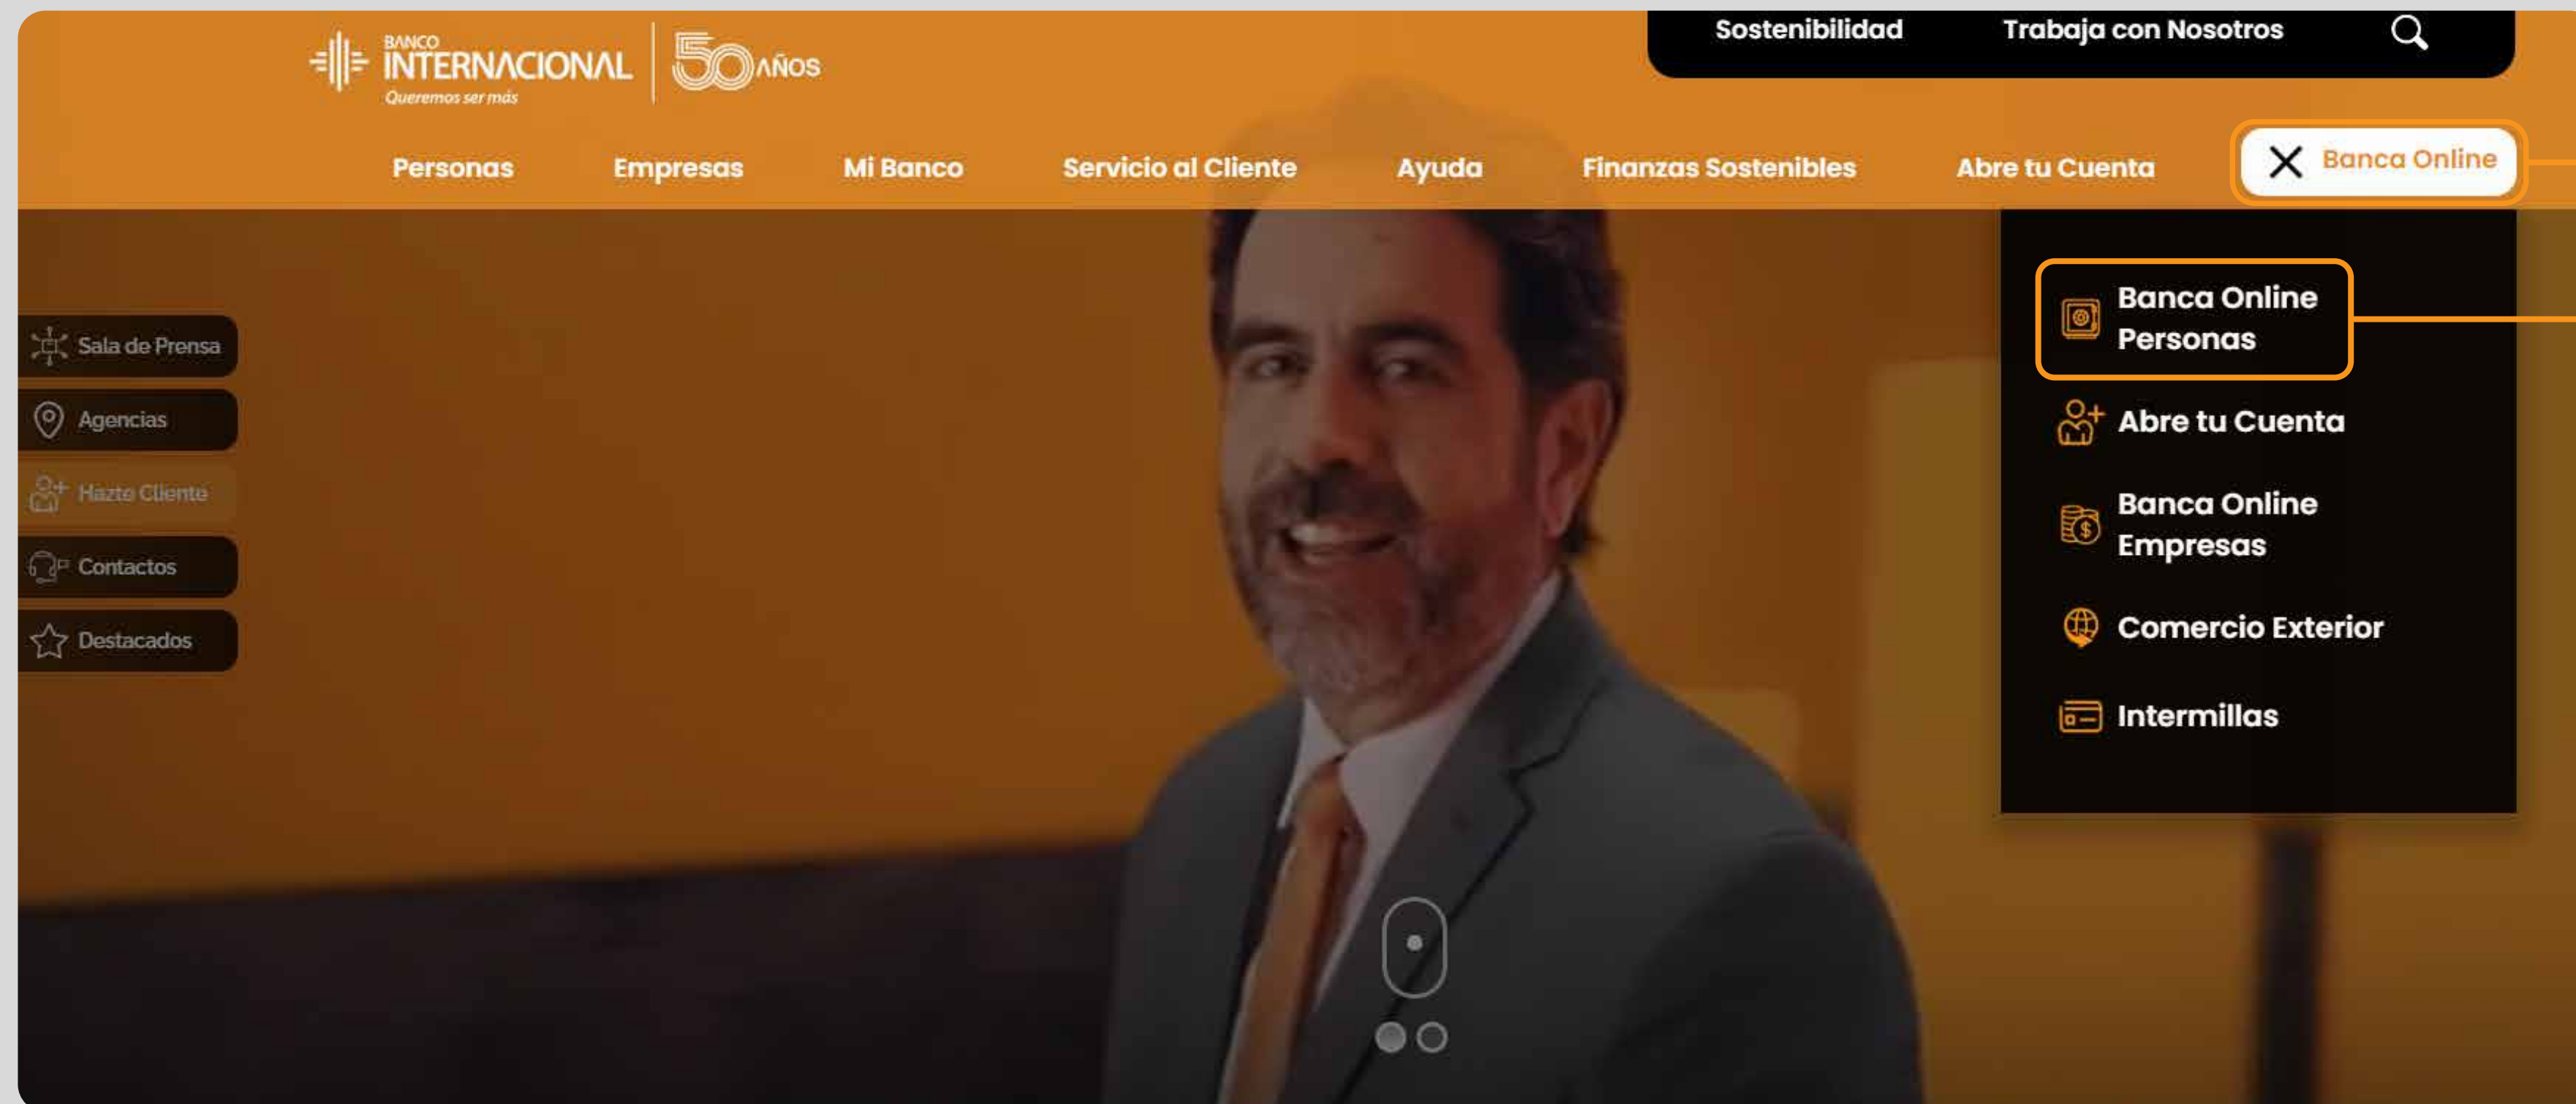 Sostenibilidad
Trabaja con Nosotros
BANCO
INTERNACIONAL
Queremos ser más
50 AÑOS
Personas
Empresas
Mi Banco
Servicio al Cliente
Ayuda
Finanzas Sostenibles
Abre tu Cuenta
Banca Online
Sala de Prensa
Agencias
Hazte Cliente
Contactos
Destacados
Banca Online
Personas
Abre tu Cuenta
Banca Online
Empresas
Comercio Exterior
Intermillas